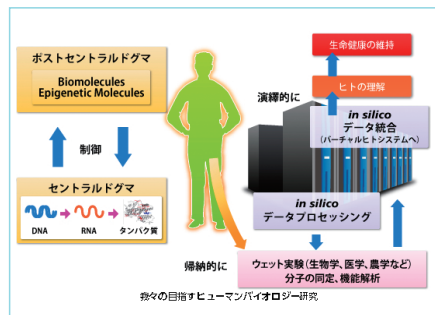 ポストセントラルドグマ
Biomolecules
Epigenetic Molecules
制御
セントラルドグマ
DNA
RNA
タンパク質
生命健康の維持
ヒトの理解
演繹的に
in silico
データ統合
(バーチャルヒトシステムへ)
in silico
データプロセッシング
帰納的に
ウェット実験(生物学、医学、農学など)
分子の同定、機能解析
我々の目指すヒューマンバイオロジー研究